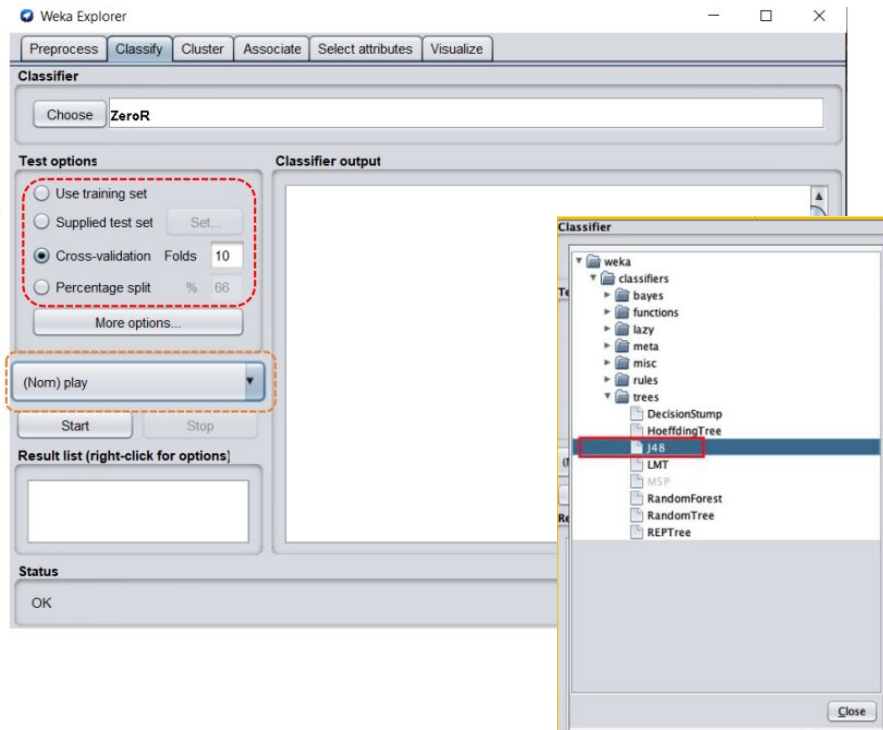 Weka Explorer
Preprocess Classify Cluster Associate Select attributes Visualize
Classifier
Choose ZeroR
Test options
Classifier output
Use training set
Supplied test set Set...
Cross-validation Folds 10
Percentage split % 66
More options...
(Nom) play
Start Stop
Result list (right-click for options)
Status
OK
Classifier
weka
classifiers
bayes
functions
lazy
meta
misc
rules
trees
DecisionStump
HoeffdingTree
J48
LMT
M5P
RandomForest
RandomTree
REPTree
Close